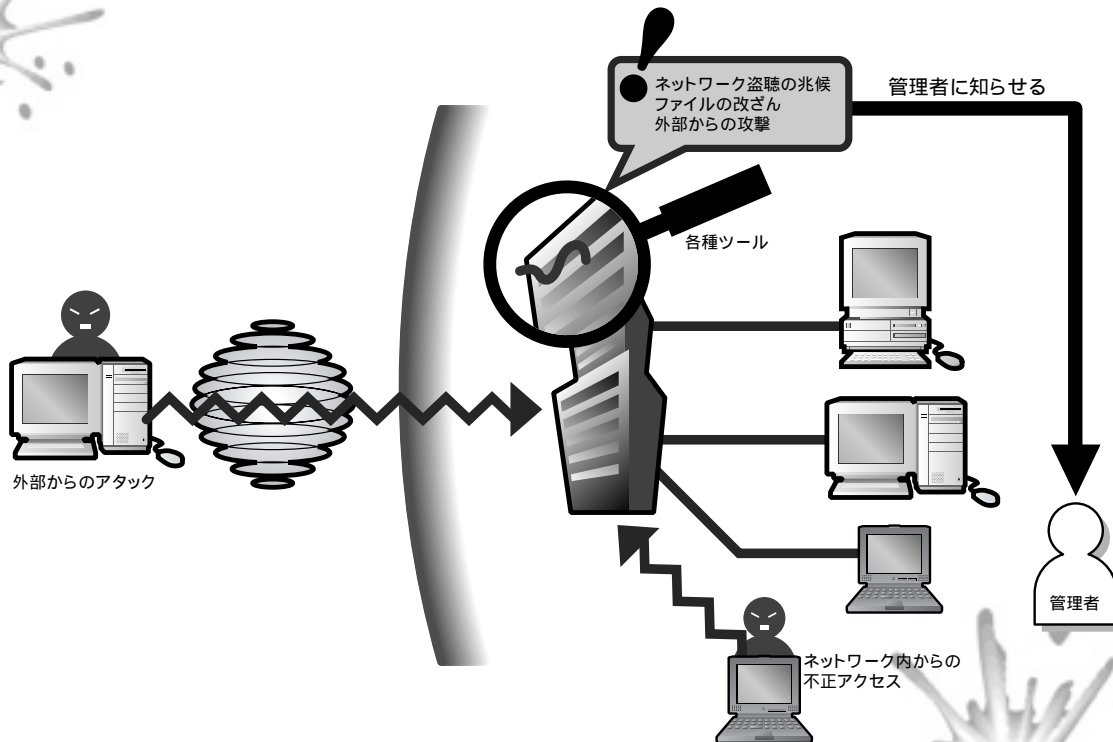 ネットワーク盗聴の兆候
ファイルの改ざん
外部からの攻撃
管理者に知らせる
各種ツール
外部からのアタック
管理者
ネットワーク内からの
不正アクセス